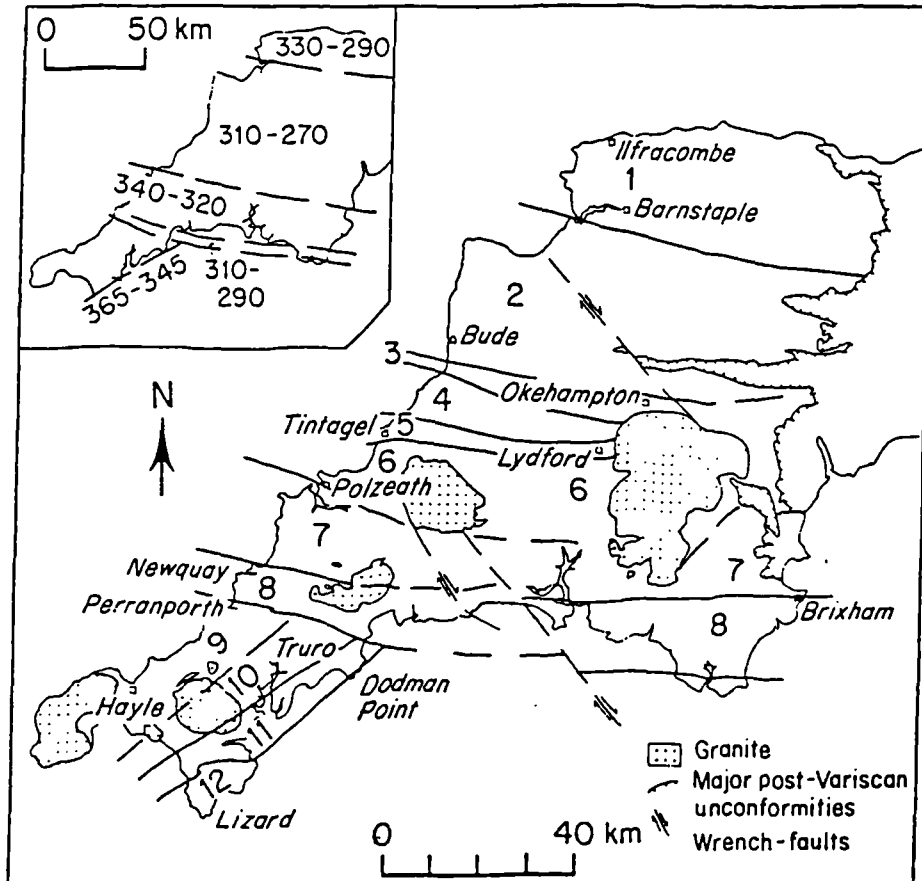 0 50 km
330-290
310-270
340-320
310-
290
365-345
Ilfracombe
1
Barnstaple
2
Bude
3
4
Okehampton
N
Tintagel
5
Lydford
6
6
Polzeath
7
7
Newquay
8
Perranporth
Brixham
8
9
Truro
10
Dodman
Point
Hayle
11
12
Lizard
Granite
Major post-Variscan
unconformities
Wrench-faults
0 40 km